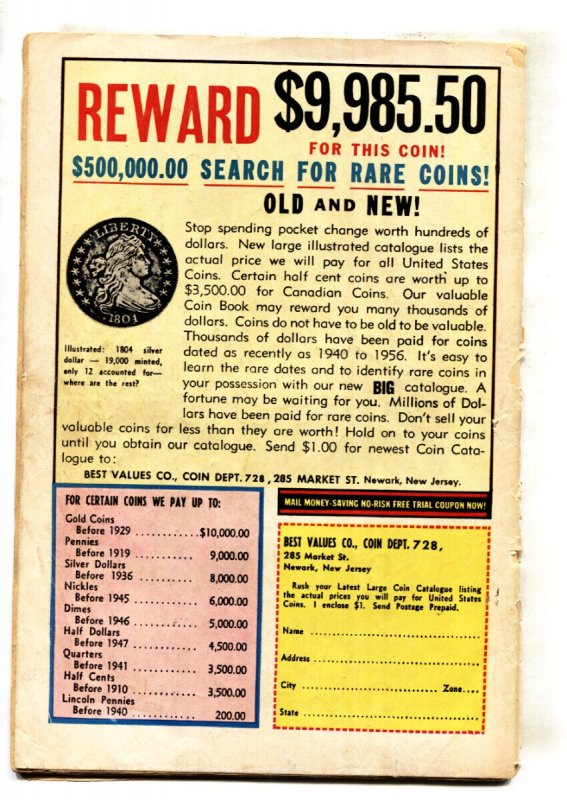 REWARD $9,985.50
FOR THIS COIN!
$500,000.00 SEARCH FOR RARE COINS!
OLD AND NEW!
LIBERTY
1804
Illustrated: 1804 silver
dollar — 19,000 minted,
only 12 accounted for—
where are the rest?
Stop spending pocket change worth hundreds of
dollars. New large illustrated catalogue lists the
actual price we will pay for all United States
Coins. Certain half cent coins are worth up to
$3,500.00 for Canadian Coins. Our valuable
Coin Book may reward you many thousands of
dollars. Coins do not have to be old to be valuable.
Thousands of dollars have been paid for coins
dated as recently as 1940 to 1956. It's easy to
learn the rare dates and to identify rare coins in
your possession with our new BIG catalogue. A
fortune may be waiting for you. Millions of Dol-
lars have been paid for rare coins. Don't sell your
valuable coins for less than they are worth! Hold on to your coins
until you obtain our catalogue. Send $1.00 for newest Coin Cata-
logue to:
BEST VALUES CO., COIN DEPT. 728, 285 MARKET ST. Newark, New Jersey.
FOR CERTAIN COINS WE PAY UP TO:
Gold Coins
Before 1929 ............$10,000.00
Pennies
Before 1919 ............ 9,000.00
Silver Dollars
Before 1936 ............ 8,000.00
Nickles
Before 1945 ............ 6,000.00
Dimes
Before 1946 ............ 5,000.00
Half Dollars
Before 1947 ............ 4,500.00
Quarters
Before 1941 ............ 3,500.00
Half Cents
Before 1910 ............ 3,500.00
Lincoln Pennies
Before 1940 ............ 200.00
MAIL MONEY-SAVING NO-RISK FREE TRIAL COUPON NOW!
BEST VALUES CO., COIN DEPT. 728,
285 Market St.
Newark, New Jersey
Rush your Latest Large Coin Catalogue listing
the actual prices you will pay for United States
Coins. I enclose $1. Send Postage Prepaid.
Name ............
Address ............
City ............ Zone....
State ............